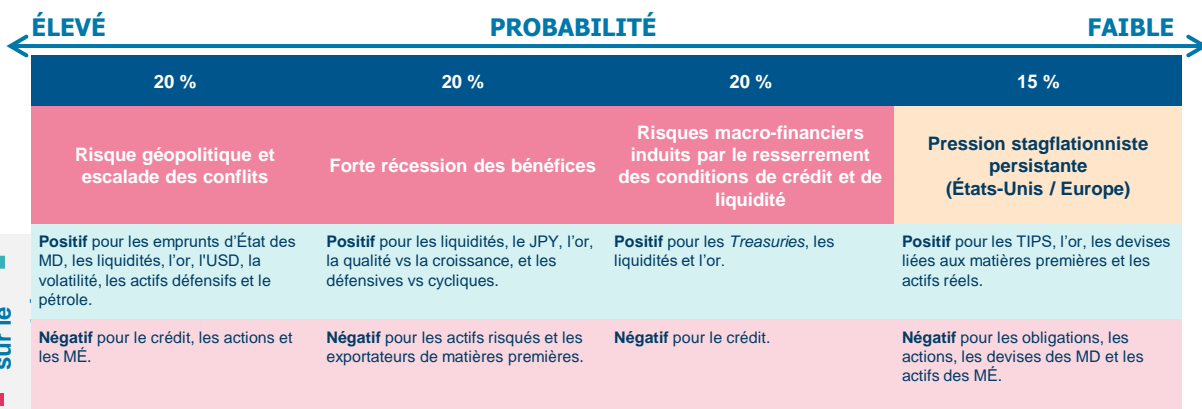 ÉLEVÉ PROBABILITÉ FAIBLE
20 % 20 % 20 % 15 %
Risque géopolitique et
escalade des conflits
Forte récession des bénéfices
Risques macro-financiers
induits par le resserrement
des conditions de crédit et de
liquidité
Pression stagflationniste
persistante
(États-Unis / Europe)
Positif pour les emprunts d'État des
MD, les liquidités, l'or, l'USD, la
volatilité, les actifs défensifs et le
pétrole.
Positif pour les liquidités, le JPY, l'or,
la qualité vs la croissance, et les
défensives vs cycliques.
Positif pour les Treasuries, les
liquidités et l'or.
Positif pour les TIPS, l'or, les devises
liées aux matières premières et les
actifs réels.
sur le
Négatif pour le crédit, les actions et
les MÉ.
Négatif pour les actifs risqués et les
exportateurs de matières premières.
Négatif pour le crédit.
Négatif pour les obligations, les
actions, les devises des MD et les
actifs des MÉ.